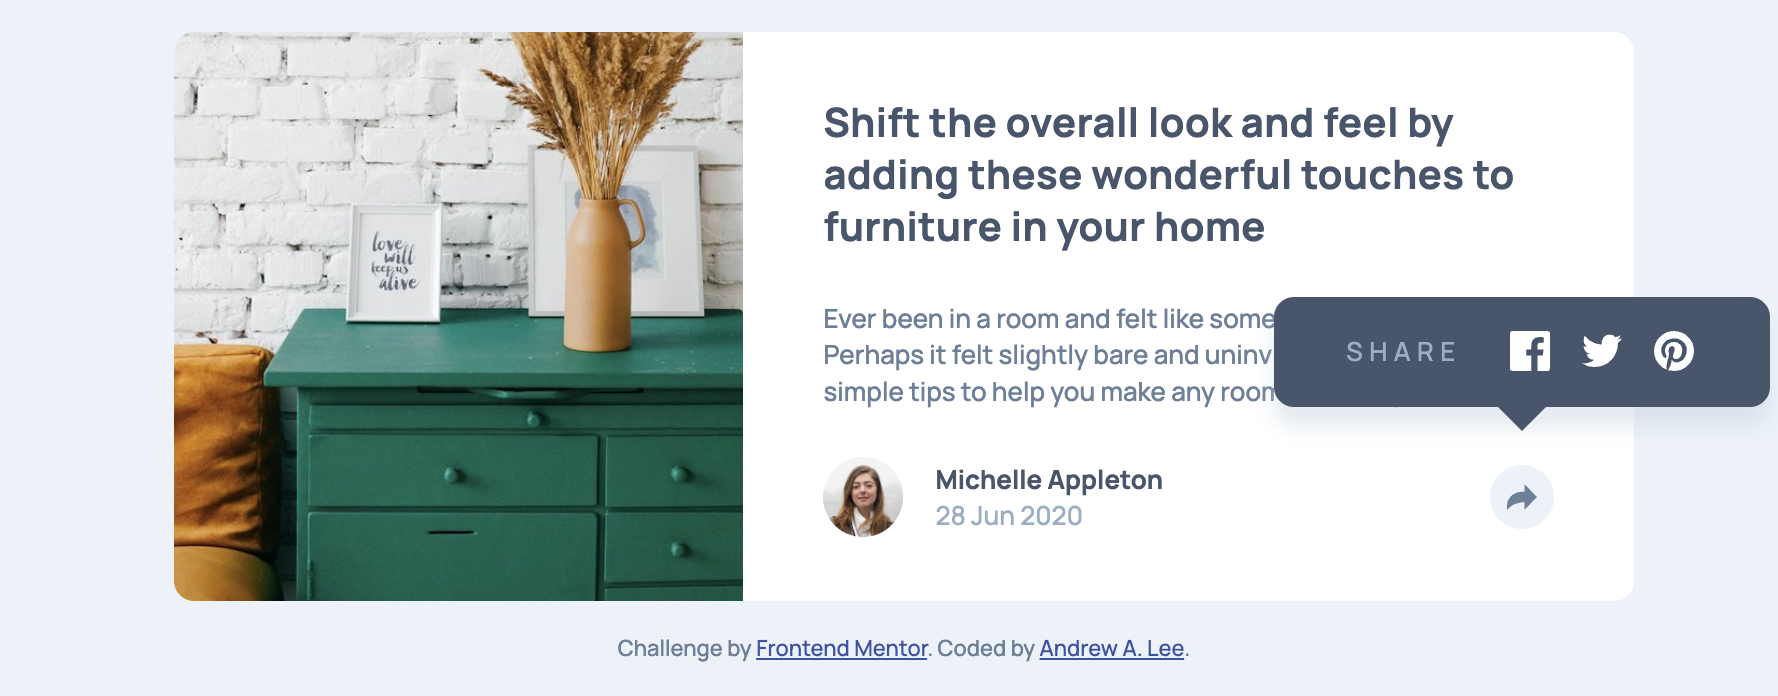 Shift the overall look and feel by
adding these wonderful touches to
furniture in your home
love
will
keep us
alive
Ever been in a room and felt like some
Perhaps it felt slightly bare and uninv
simple tips to help you make any room
SHARE
Michelle Appleton
28 Jun 2020
Challenge by Frontend Mentor. Coded by Andrew A. Lee.